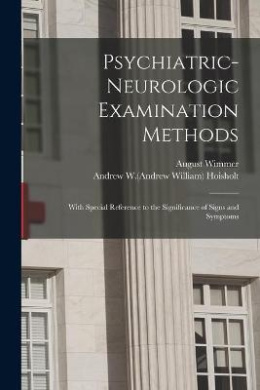 Psychiatric-
Neurologic
Examination
Methods
August Wimmer
Andrew W.(Andrew William) Hoisholt
With Special Reference to the Significance of Signs and
Symptoms